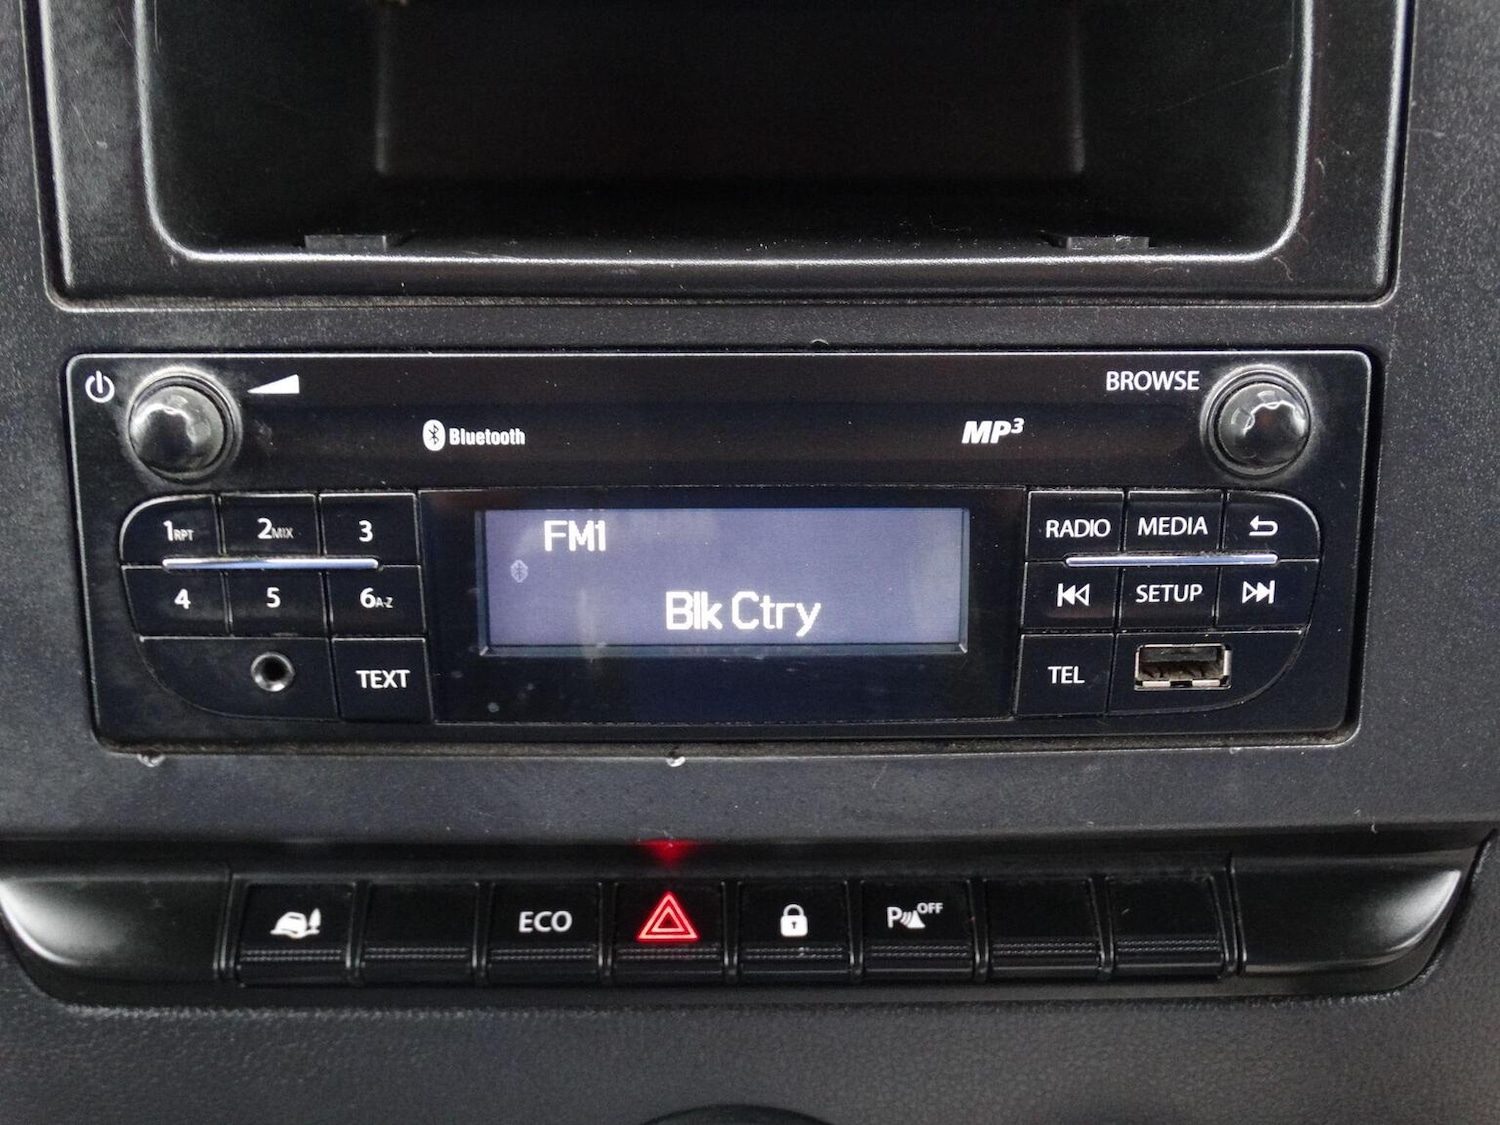 BROWSE
Bluetooth
MP3
1RPT
2MIX
3
FM1
RADIO
MEDIA
4
5
6A-Z
Blk Ctry
SETUP
TEXT
TEL
ECO
P OFF